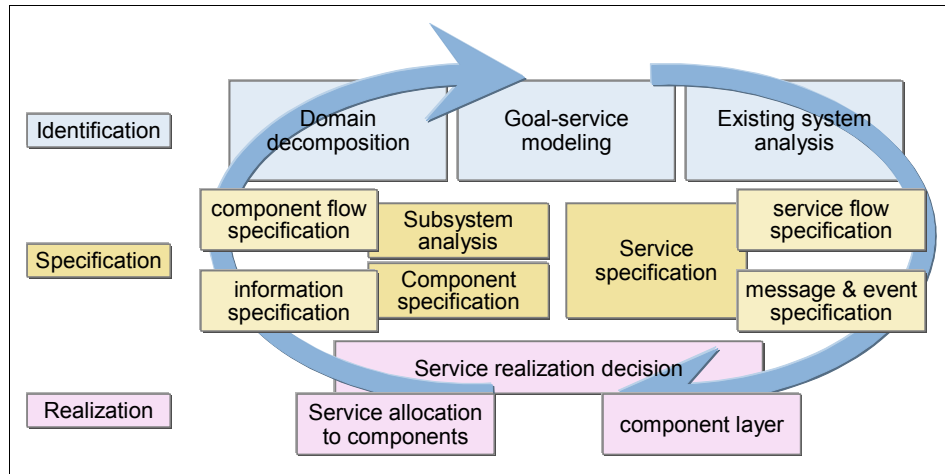 Identification
Domain
decomposition
Goal-service
modeling
Existing system
analysis
Specification
component flow
specification
Subsystem
analysis
information
specification
Component
specification
Service
specification
service flow
specification
message & event
specification
Realization
Service realization decision
Service allocation
to components
component layer